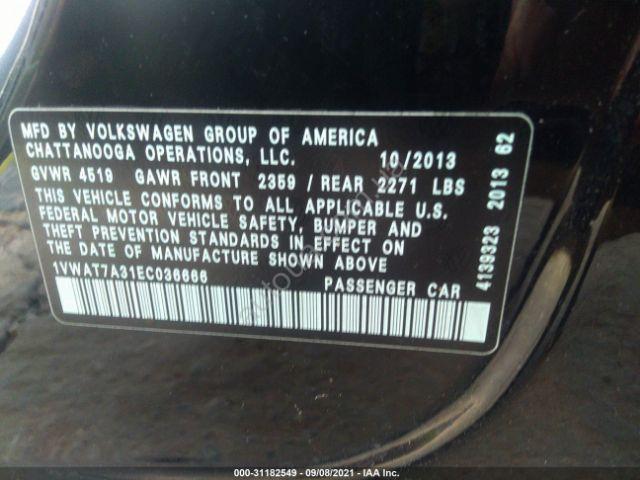 MFD BY VOLKSWAGEN GROUP OF AMERICA
CHATTANOOGA OPERATIONS, LLC. 10/2013
GVWR 4519 GAWR FRONT 2359 / REAR 2271 LBS
THIS VEHICLE CONFORMS TO ALL APPLICABLE U.S.
FEDERAL MOTOR VEHICLE SAFETY, BUMPER AND
THEFT PREVENTION STANDARDS IN EFFECT ON
THE DATE OF MANUFACTURE SHOWN ABOVE
1VWAT7A31EC036666 PASSENGER CAR
4139923 2013 62
000-31182549 - 09/08/2021 - IAA Inc.